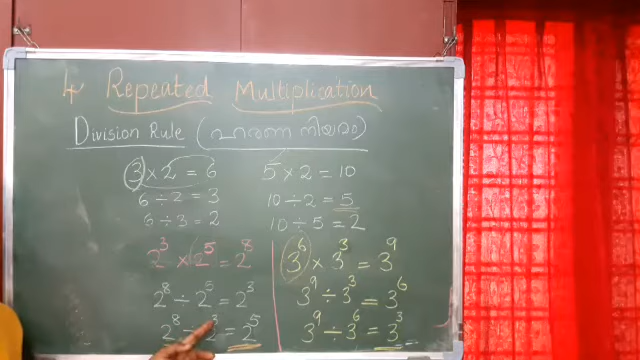 4 Repeated Multiplication
Division Rule (ഹരണ നിയമം)
3 × 2 = 6
5 × 2 = 10
6 ÷ 2 = 3
10 ÷ 2 = 5
6 ÷ 3 = 2
10 ÷ 5 = 2
2³ × 2⁵ = 2⁸
3⁶ × 3³ = 3⁹
2⁸ ÷ 2⁵ = 2³
3⁹ ÷ 3³ = 3⁶
2⁸ ÷ 2³ = 2⁵
3⁹ ÷ 3⁶ = 3³